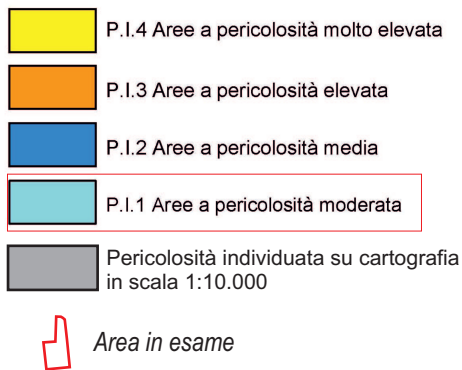 P.I.4 Aree a pericolosità molto elevata
P.I.3 Aree a pericolosità elevata
P.I.2 Aree a pericolosità media
P.I.1 Aree a pericolosità moderata
Pericolosità individuata su cartografia
in scala 1:10.000
Area in esame